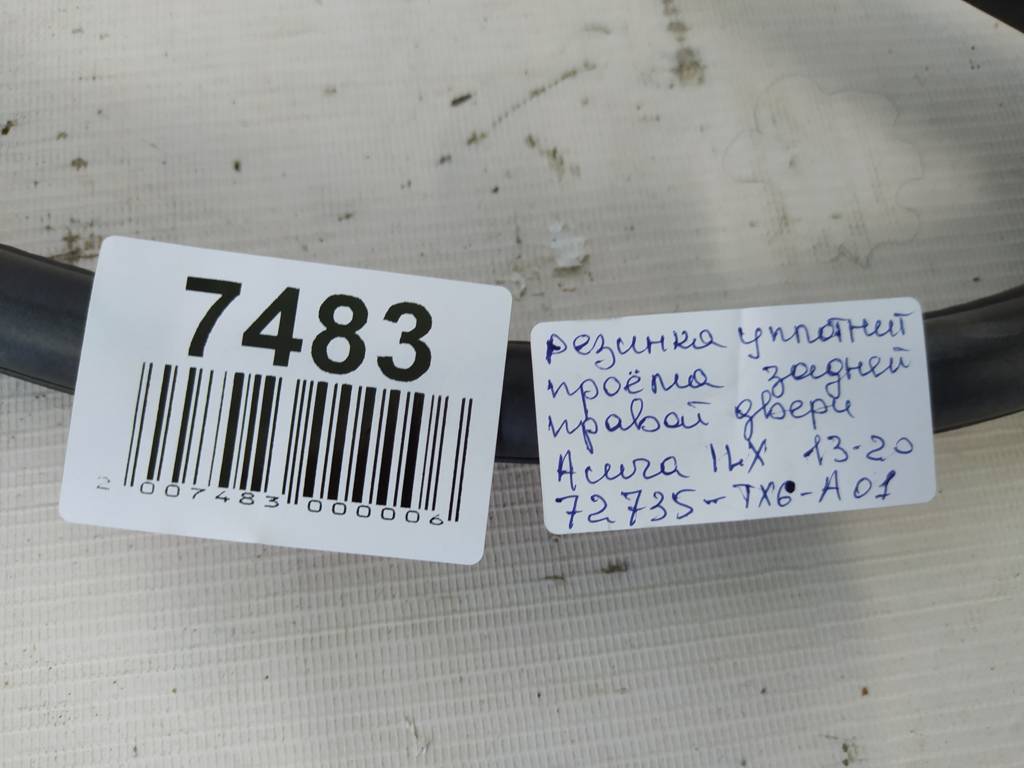 7483
2 007483 000006
резинка уплотнит
проёма задней
правой двери
Acura ILX 13-20
72735-TX6-A01